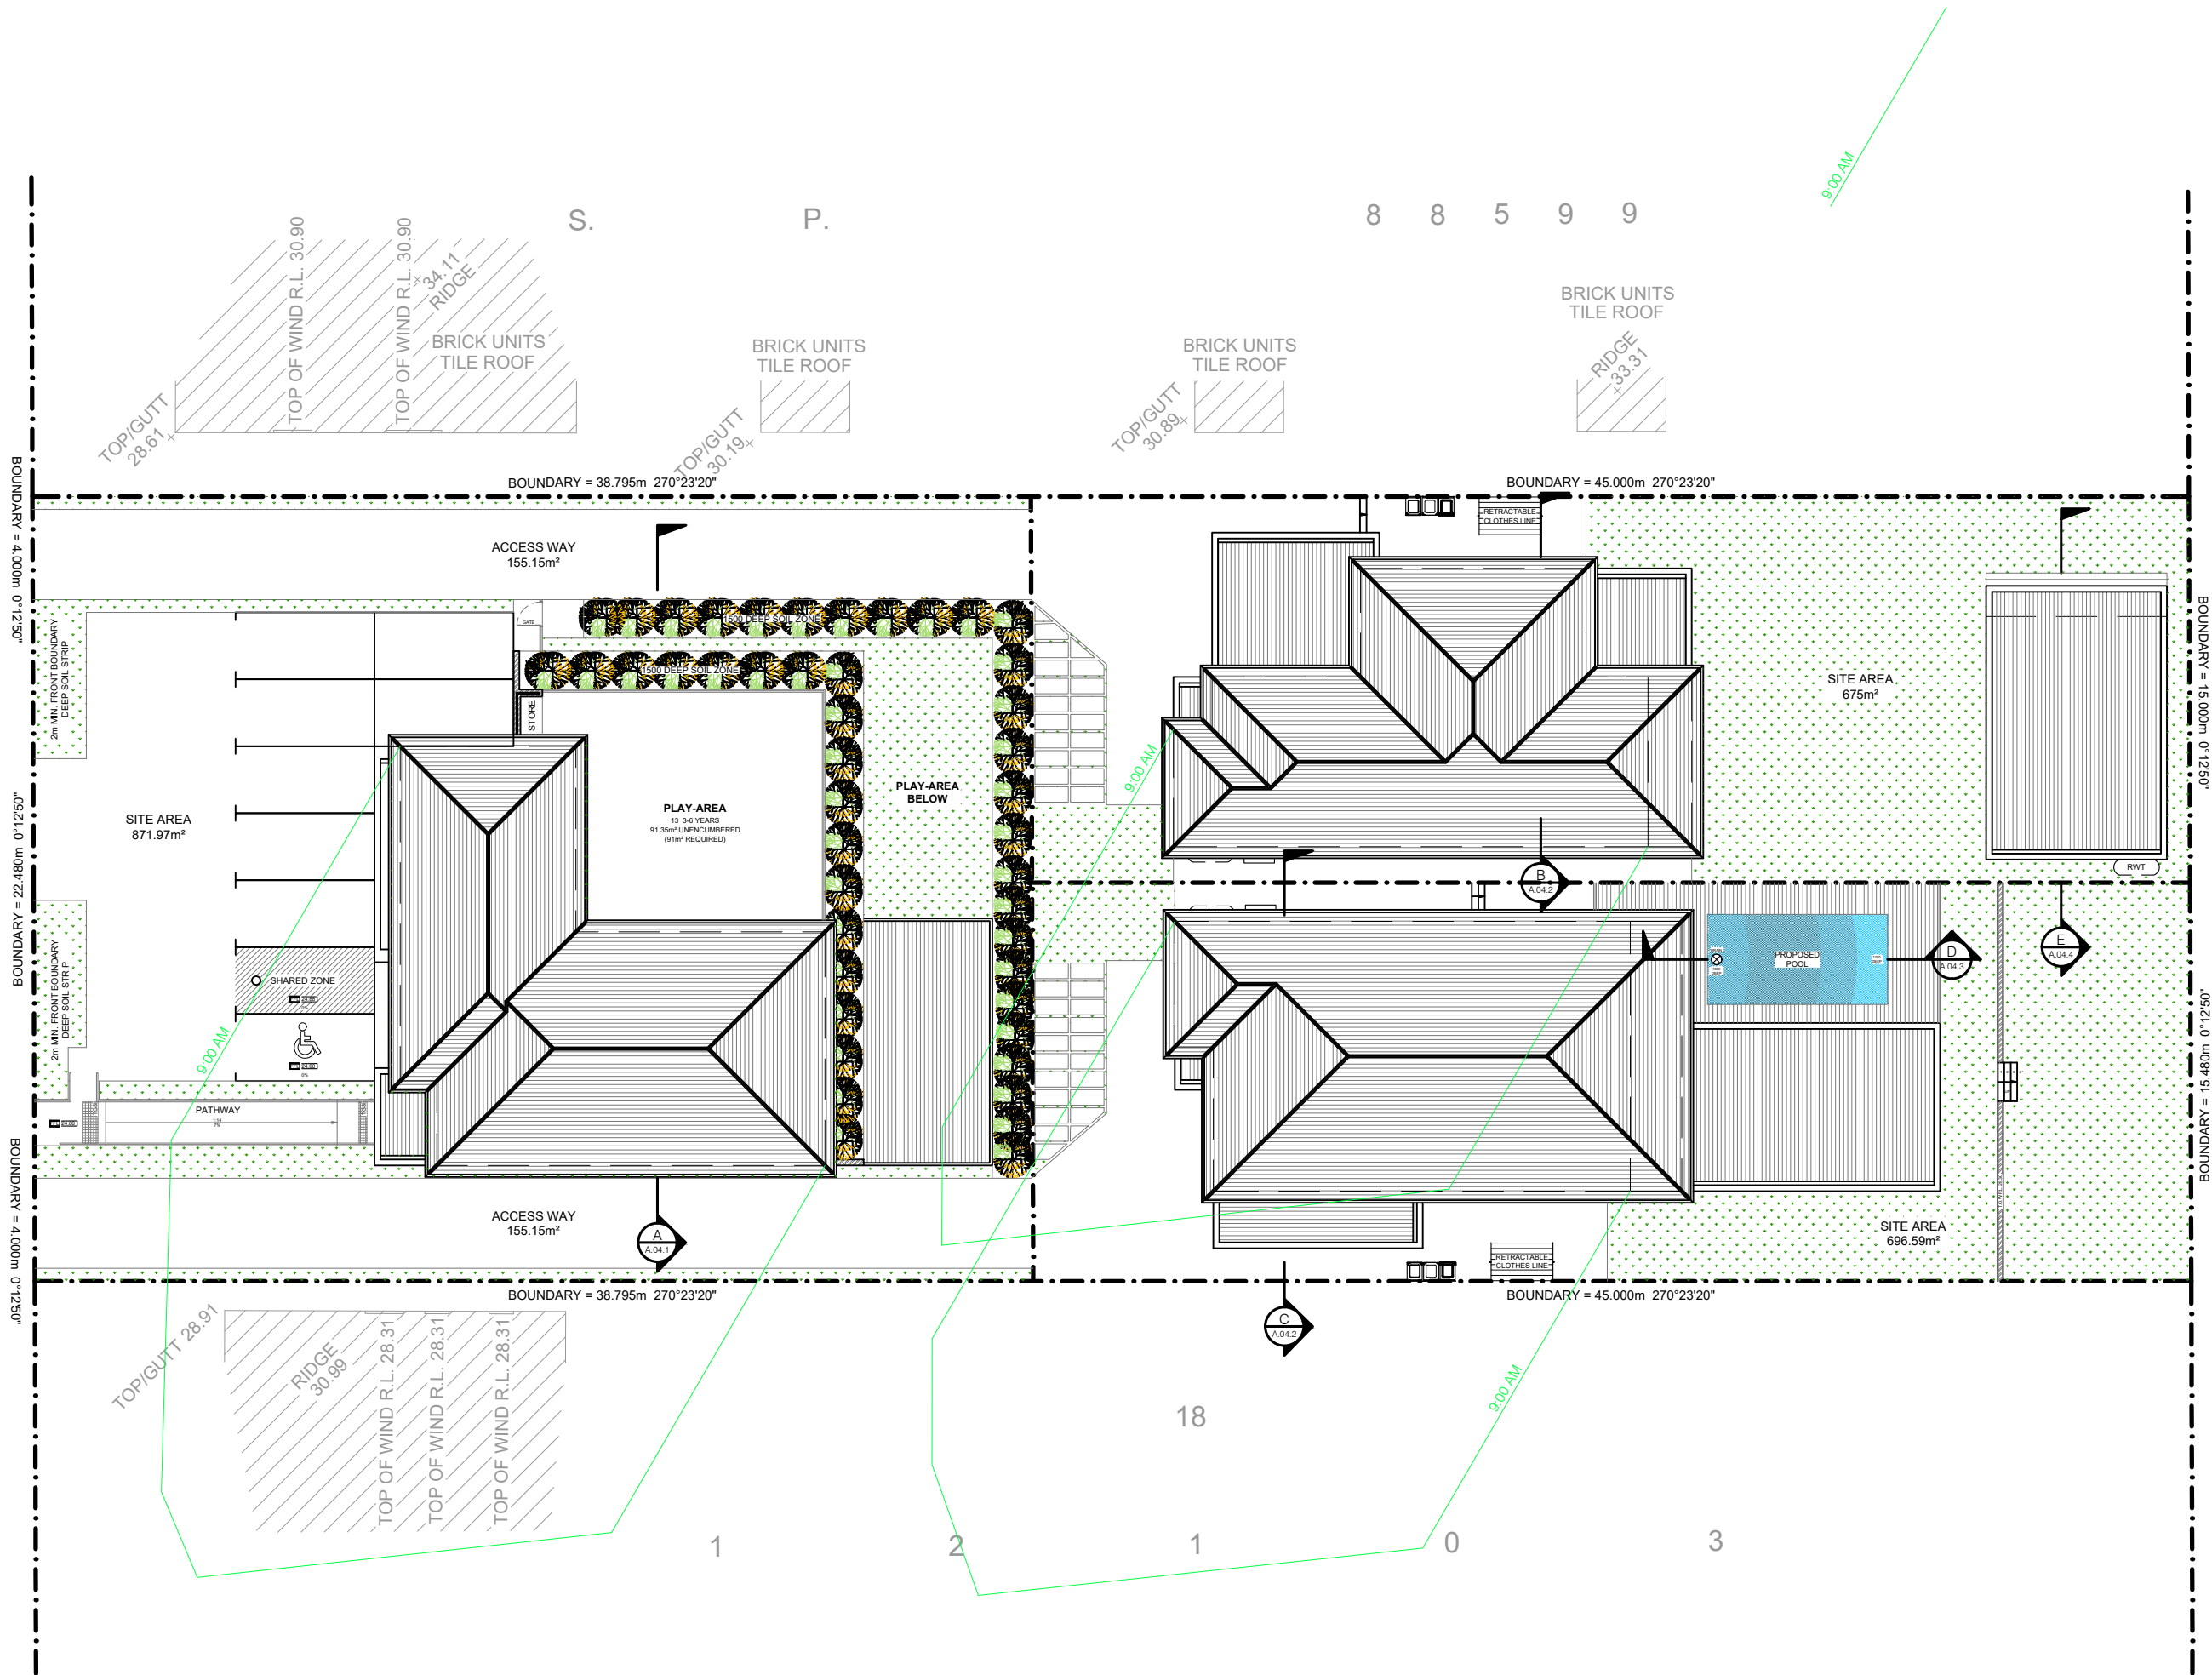 9:00 AM
S. P. 8 8 5 9 9
TOP OF WIND R.L. 30.90
TOP OF WIND R.L. 30.90
34.11
RIDGE
BRICK UNITS
TILE ROOF
BRICK UNITS
TILE ROOF
BRICK UNITS
TILE ROOF
BRICK UNITS
TILE ROOF
RIDGE
33.31
TOP/GUTT
28.61
TOP/GUTT
30.19
TOP/GUTT
30.89
BOUNDARY = 38.795m 270°23'20"
BOUNDARY = 45.000m 270°23'20"
BOUNDARY = 4.000m 0°12'50"
ACCESS WAY
155.15m²
RETRACTABLE
CLOTHES LINE
GATE
1500 DEEP SOIL ZONE
1500 DEEP SOIL ZONE
2m MIN. FRONT BOUNDARY
DEEP SOIL STRIP
STORE
SITE AREA
675m²
BOUNDARY = 15.000m 0°12'50"
9:00 AM
PLAY-AREA
BELOW
PLAY-AREA
13 3-6 YEARS
91.35m² UNENCUMBERED
(91m² REQUIRED)
SITE AREA
871.97m²
BOUNDARY = 22.480m 0°12'50"
RWT
B
A.04.2
E
A.04.4
D
A.04.3
PROPOSED
POOL
SHARED ZONE
2m MIN. FRONT BOUNDARY
DEEP SOIL STRIP
9:00 AM
0%
PATHWAY
1:14
7%
BOUNDARY = 15.480m 0°12'50"
BOUNDARY = 4.000m 0°12'50"
ACCESS WAY
155.15m²
A
A.04.1
SITE AREA
696.59m²
RETRACTABLE
CLOTHES LINE
BOUNDARY = 38.795m 270°23'20"
BOUNDARY = 45.000m 270°23'20"
C
A.04.2
TOP/GUTT 28.91
RIDGE
30.99
TOP OF WIND R.L. 28.31
TOP OF WIND R.L. 28.31
TOP OF WIND R.L. 28.31
9:00 AM
18
1 2 1 0 3